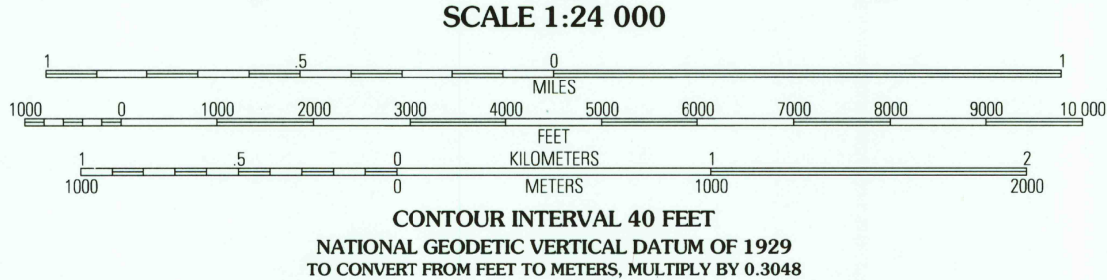 SCALE 1:24 000
1 .5 0 1
MILES
1000 0 1000 2000 3000 4000 5000 6000 7000 8000 9000 10 000
FEET
1 .5 0 KILOMETERS 1 2
1000 0 METERS 1000 2000
CONTOUR INTERVAL 40 FEET
NATIONAL GEODETIC VERTICAL DATUM OF 1929
TO CONVERT FROM FEET TO METERS, MULTIPLY BY 0.3048